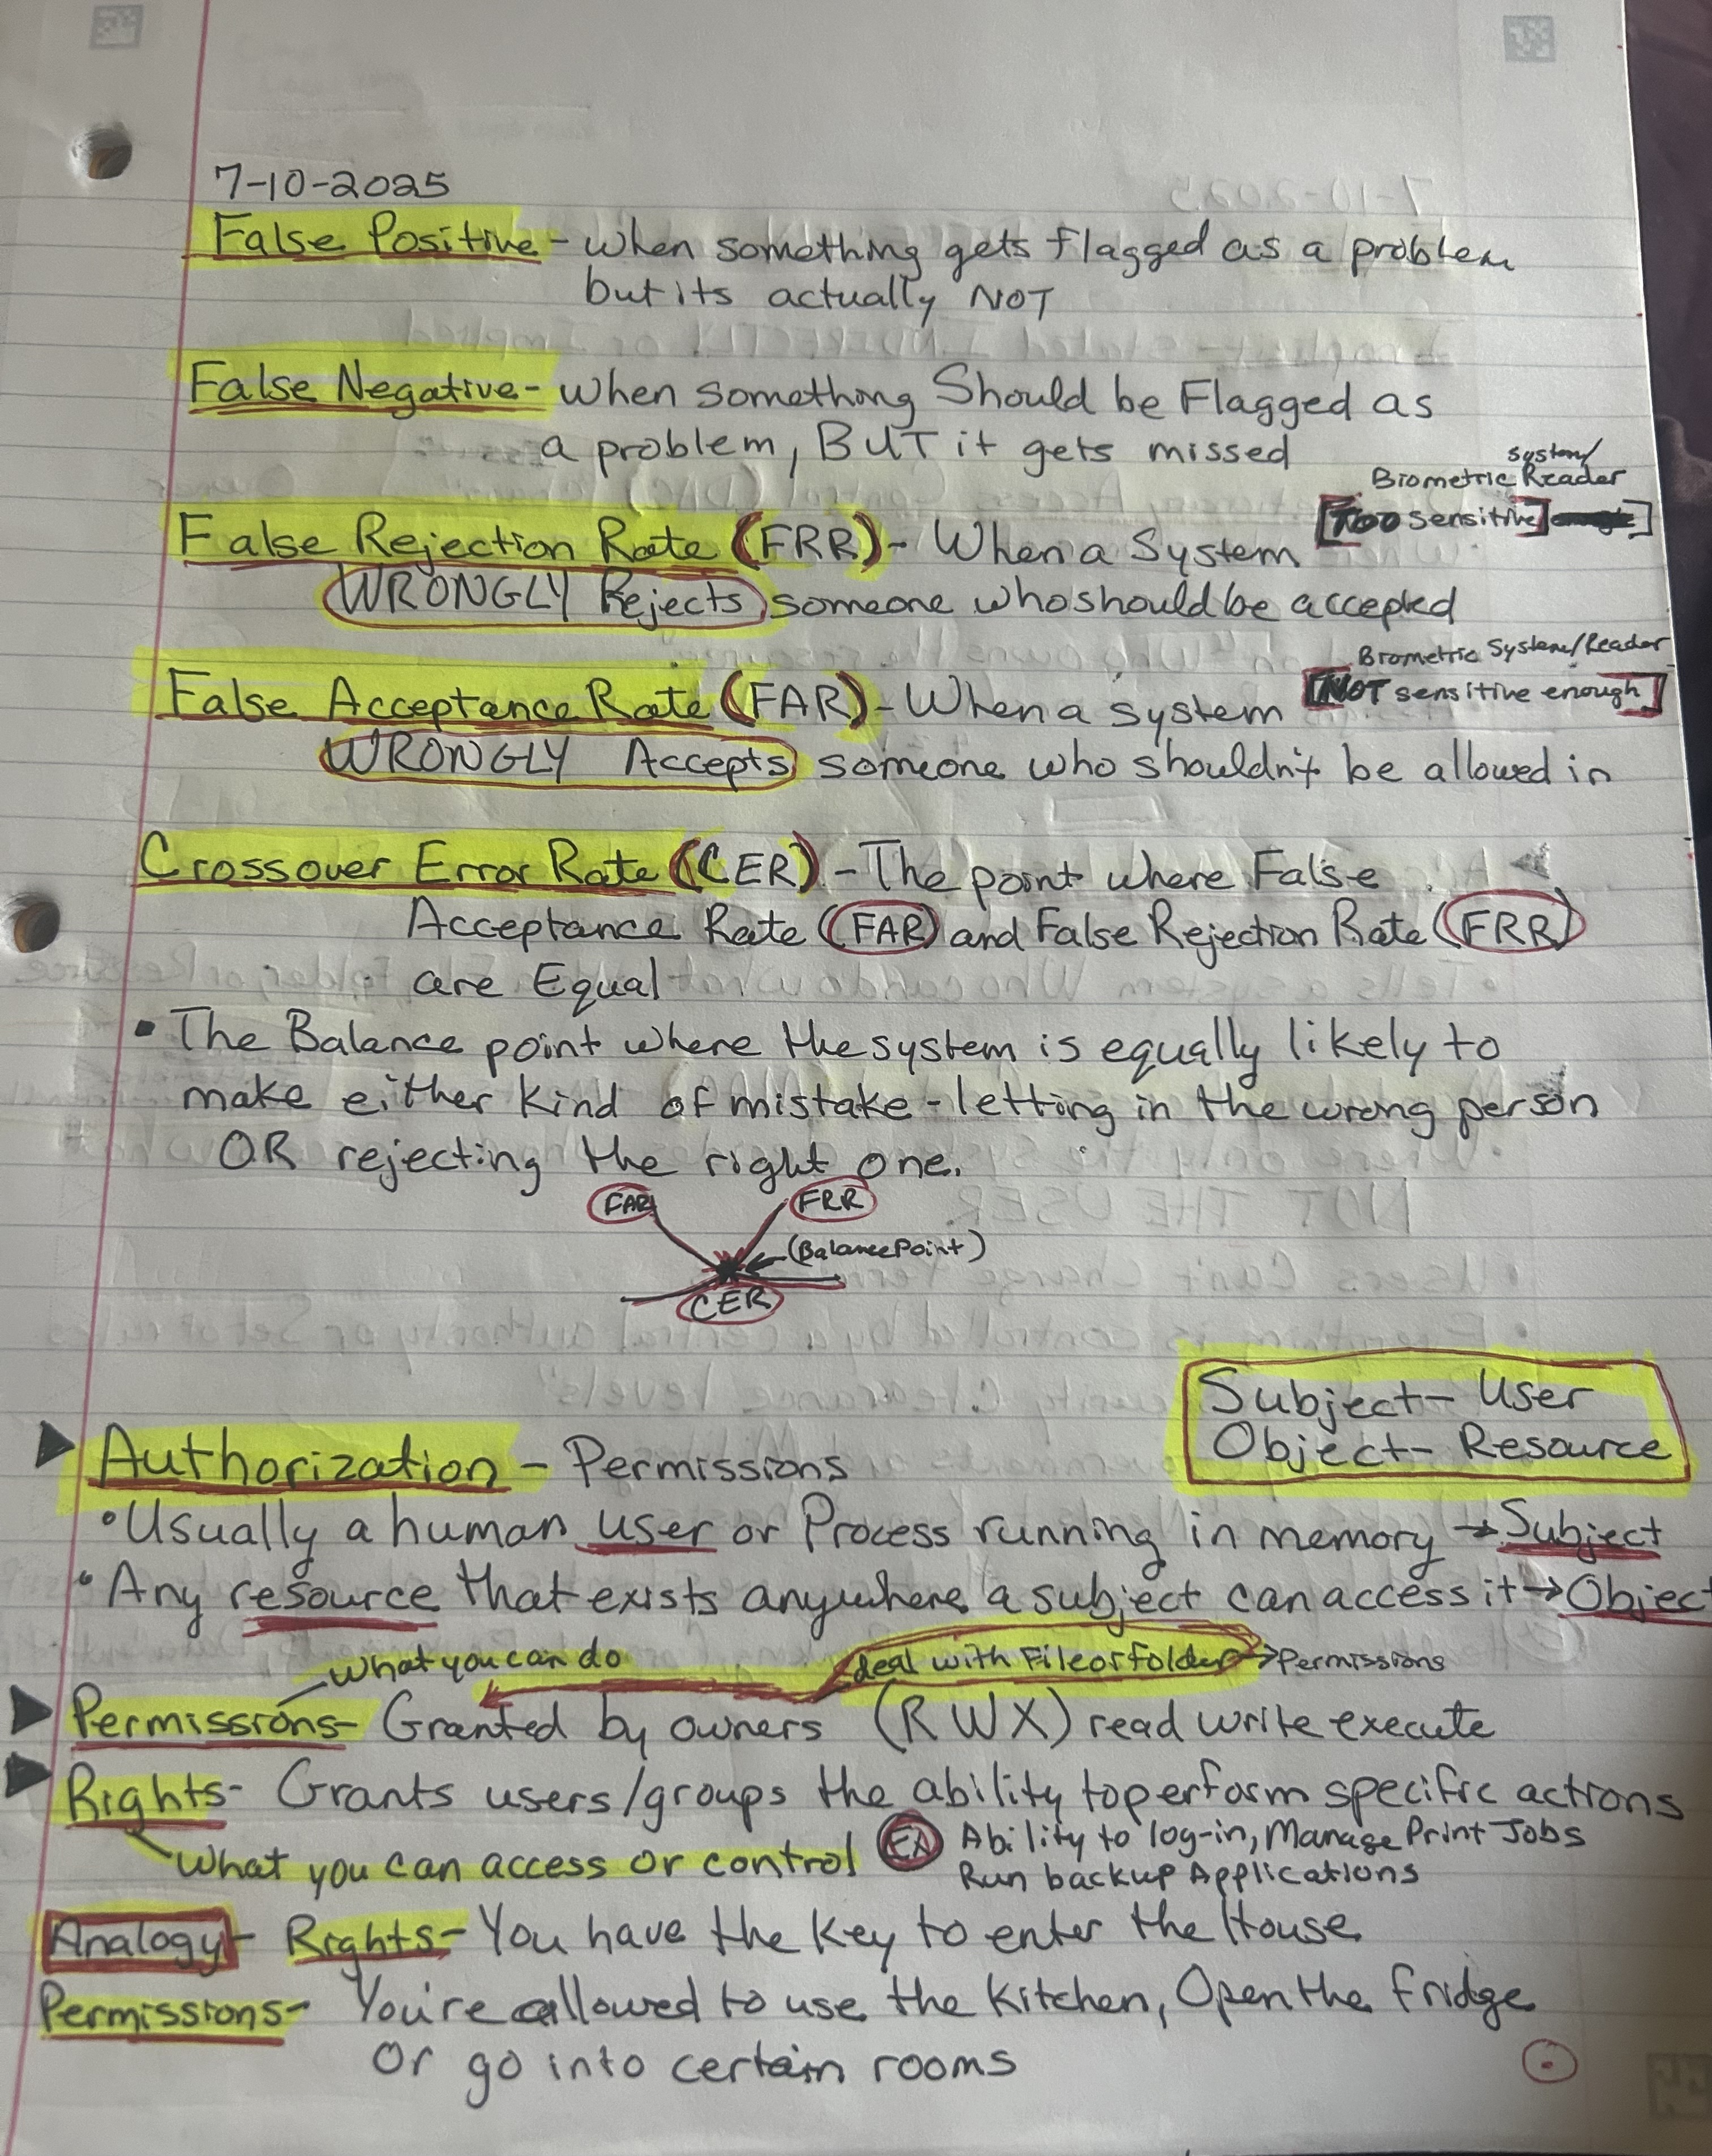 7-10-2025
False Positive - when something gets flagged as a problem
but its actually NOT
False Negative - when something Should be Flagged as
a problem, BUT it gets missed
System/
Biometric Reader
[TOO sensitive]
False Rejection Rate (FRR) - When a System
WRONGLY Rejects someone who should be accepted
Biometric System/Reader
[NOT sensitive enough]
False Acceptance Rate (FAR) - When a system
WRONGLY Accepts someone who shouldn't be allowed in
Crossover Error Rate (CER) - The point where False
Acceptance Rate (FAR) and False Rejection Rate (FRR)
are Equal
• The Balance point where the system is equally likely to
make either kind of mistake - letting in the wrong person
OR rejecting the right one.
FAR FRR
(Balance Point)
CER
Subject - User
Object - Resource
Authorization - Permissions
• Usually a human user or Process running in memory → Subject
• Any resource that exists anywhere a subject can access it → Object
What you can do deal with File or folder → Permissions
Permissions - Granted by owners (RWX) read write execute
Rights - Grants users/groups the ability to perform specific actions
What you can access or control EX Ability to log-in, Manage Print Jobs
Run backup Applications
Analogy - Rights - You have the key to enter the House
Permissions - You're allowed to use the Kitchen, Open the fridge
Or go into certain rooms